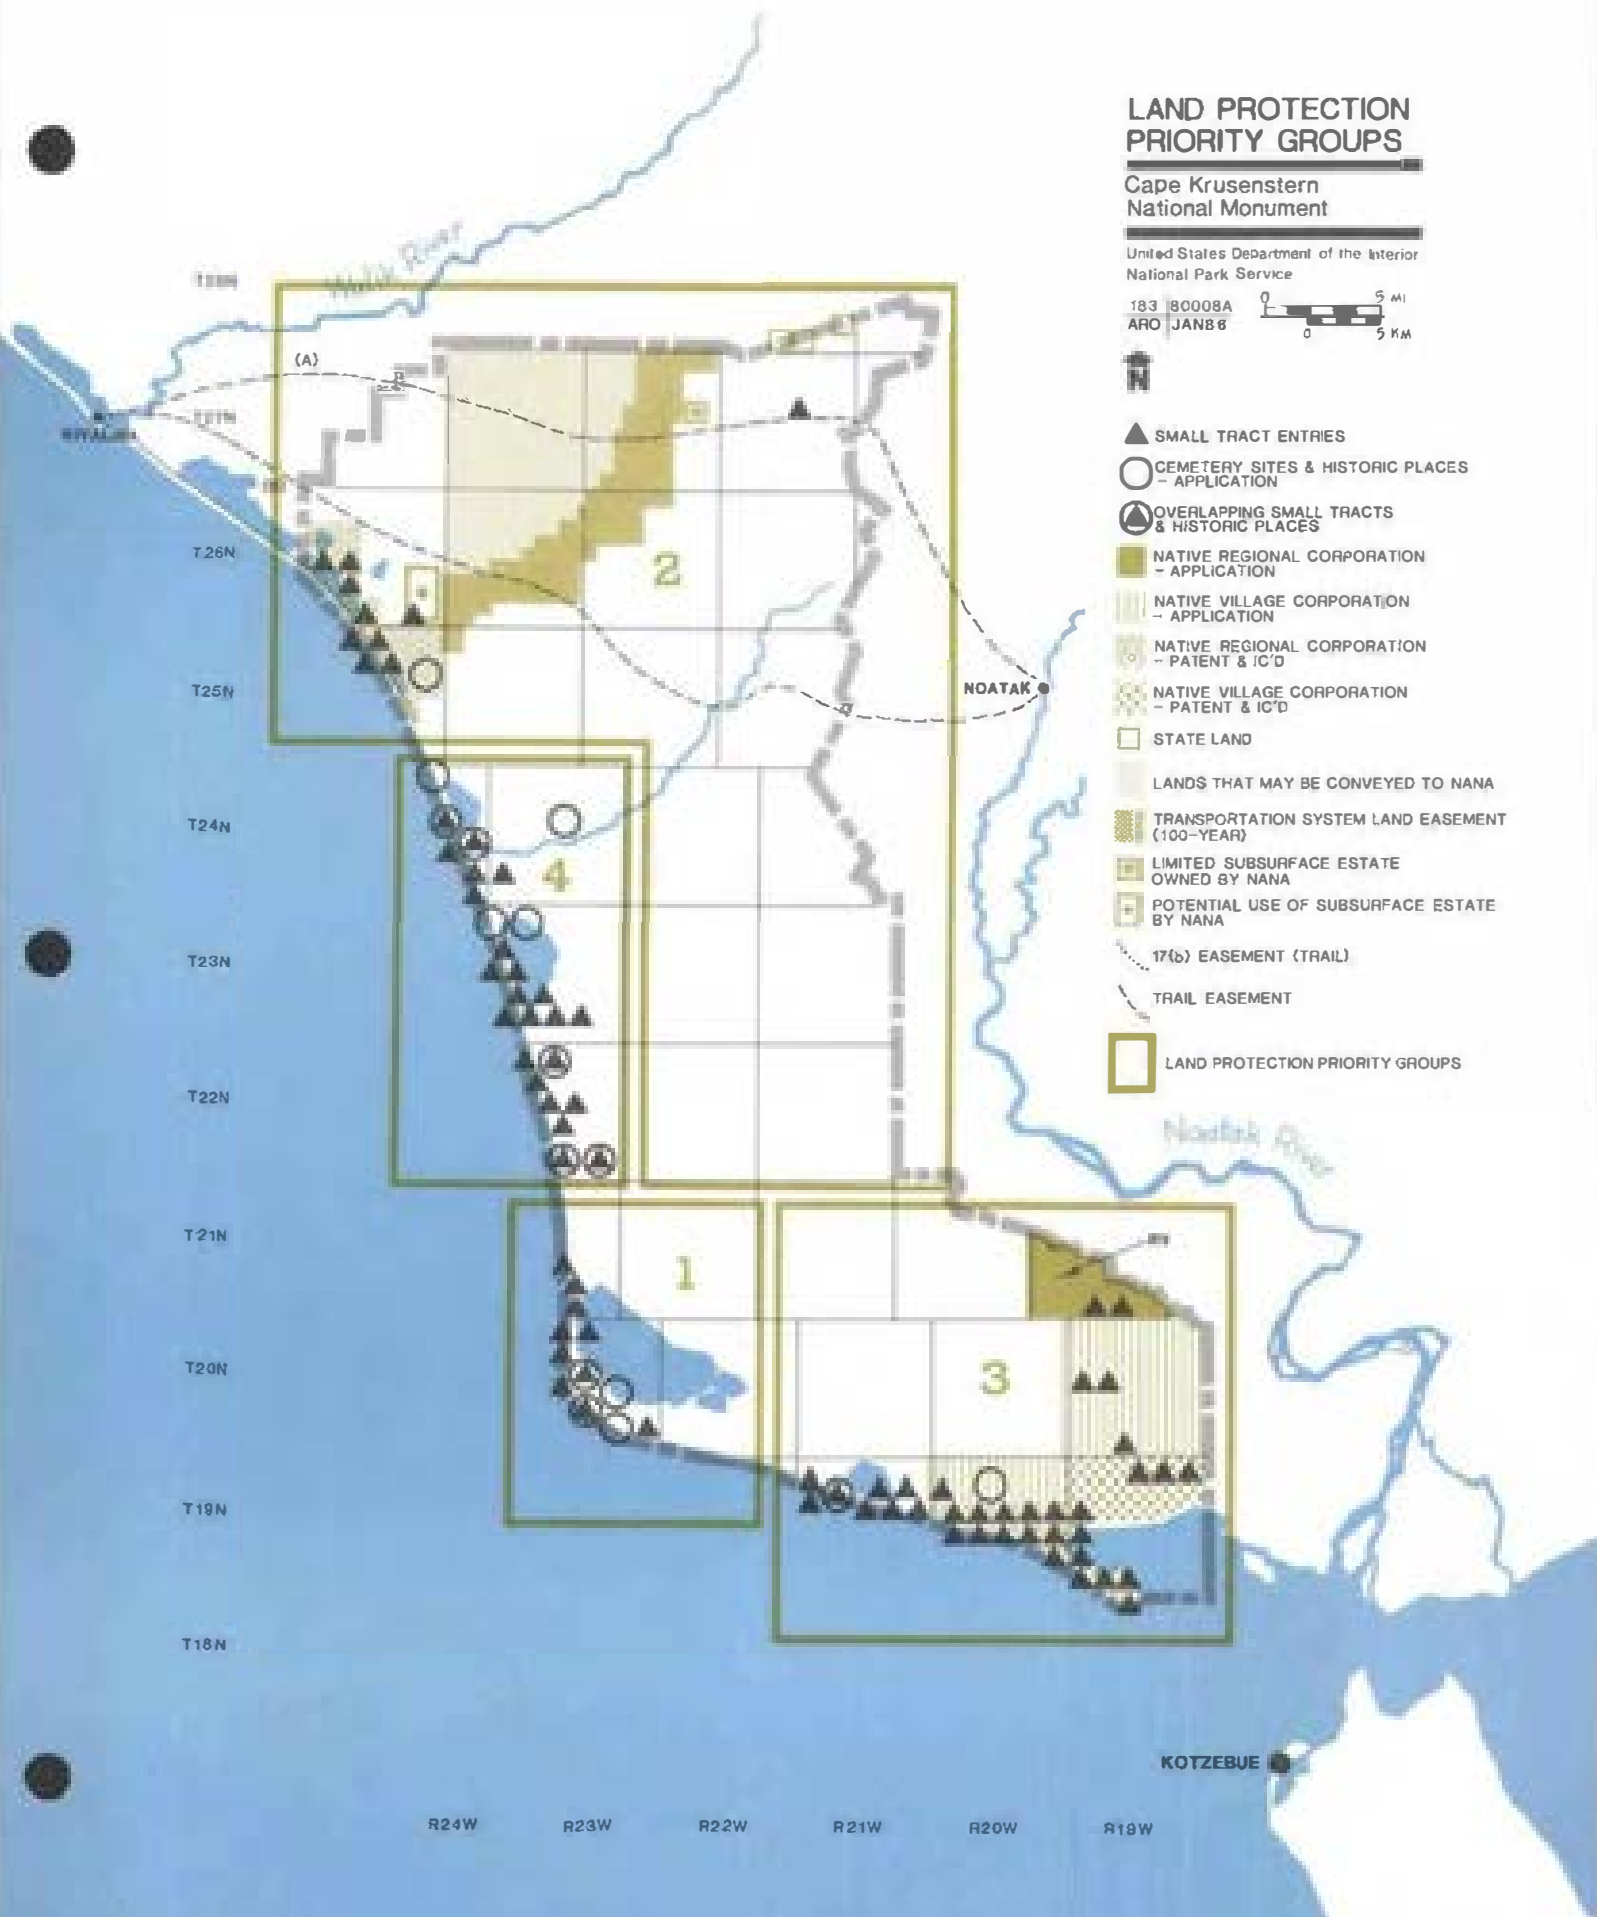 LAND PROTECTION
PRIORITY GROUPS
Cape Krusenstern
National Monument
United States Department of the Interior
National Park Service
183 80008A
ARO JAN86
0 5 MI
0 5 KM
N
SMALL TRACT ENTRIES
CEMETERY SITES & HISTORIC PLACES
- APPLICATION
OVERLAPPING SMALL TRACTS
& HISTORIC PLACES
NATIVE REGIONAL CORPORATION
- APPLICATION
NATIVE VILLAGE CORPORATION
- APPLICATION
NATIVE REGIONAL CORPORATION
- PATENT & IC'D
NATIVE VILLAGE CORPORATION
- PATENT & IC'D
STATE LAND
LANDS THAT MAY BE CONVEYED TO NANA
TRANSPORTATION SYSTEM LAND EASEMENT
(100-YEAR)
LIMITED SUBSURFACE ESTATE
OWNED BY NANA
POTENTIAL USE OF SUBSURFACE ESTATE
BY NANA
17(b) EASEMENT (TRAIL)
TRAIL EASEMENT
LAND PROTECTION PRIORITY GROUPS
Wulik River
T28N
(A)
T27N
KIVALINA
T26N
2
T25N
NOATAK
T24N
4
T23N
T22N
Noatak River
T21N
1
T20N
3
T19N
T18N
KOTZEBUE
R24W R23W R22W R21W R20W R19W